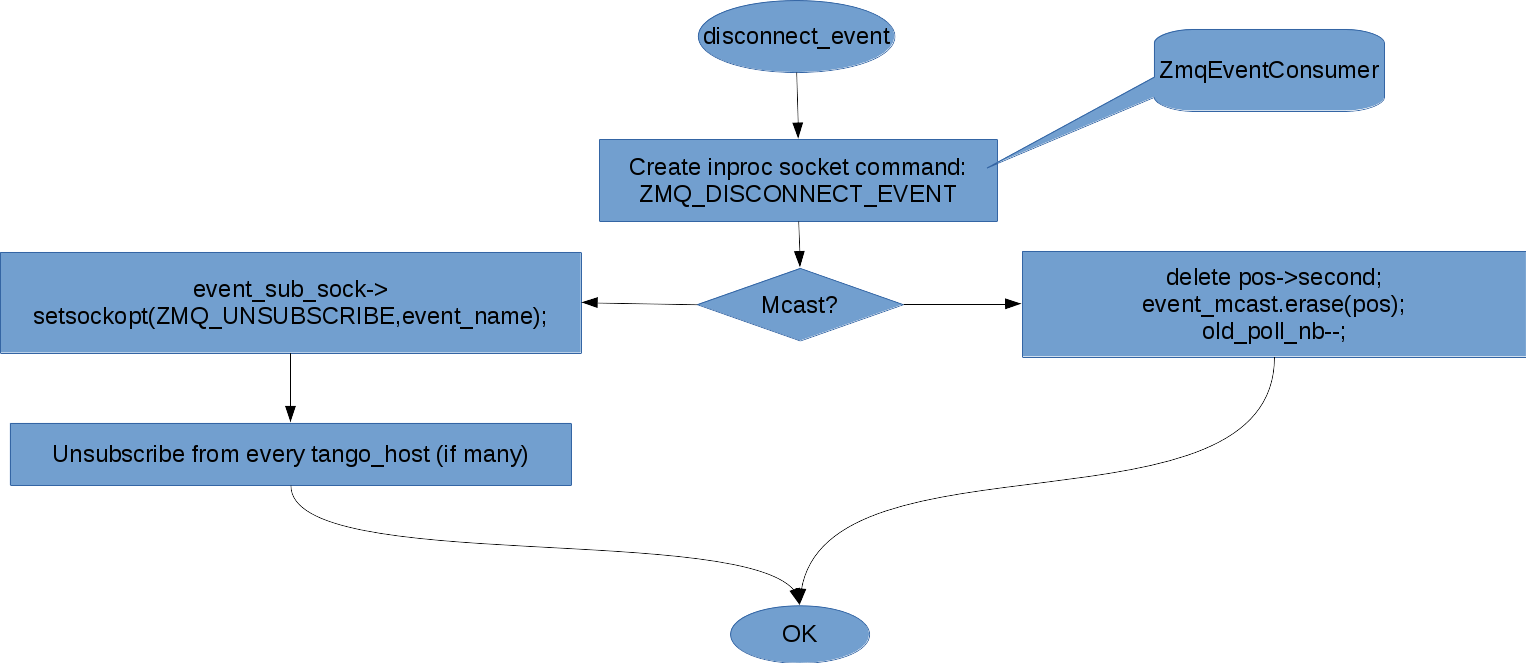 disconnect_event
ZmqEventConsumer
Create inproc socket command:
ZMQ_DISCONNECT_EVENT
Mcast?
event_sub_sock->
setsockopt(ZMQ_UNSUBSCRIBE,event_name);
delete pos->second;
event_mcast.erase(pos);
old_poll_nb--;
Unsubscribe from every tango_host (if many)
OK